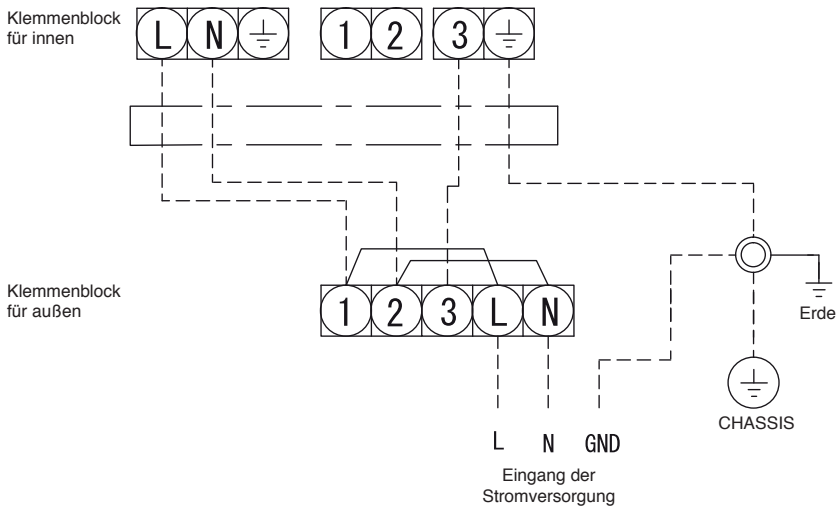 Klemmenblock
für innen
L N 1 2 3
Klemmenblock
für außen
1 2 3 L N
Erde
CHASSIS
L N GND
Eingang der
Stromversorgung